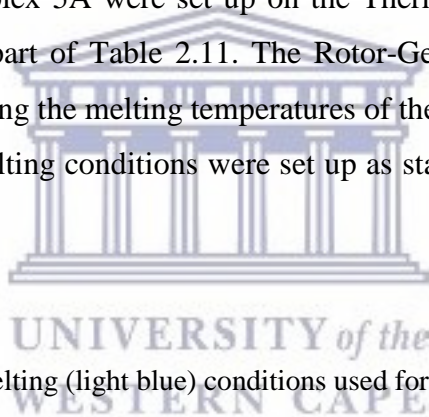 plex 5A were set up on the Ther
part of Table 2.11. The Rotor-Ge
ng the melting temperatures of the
lting conditions were set up as sta
UNIVERSITY of the
elting (light blue) conditions used for
WESTERN CAPE